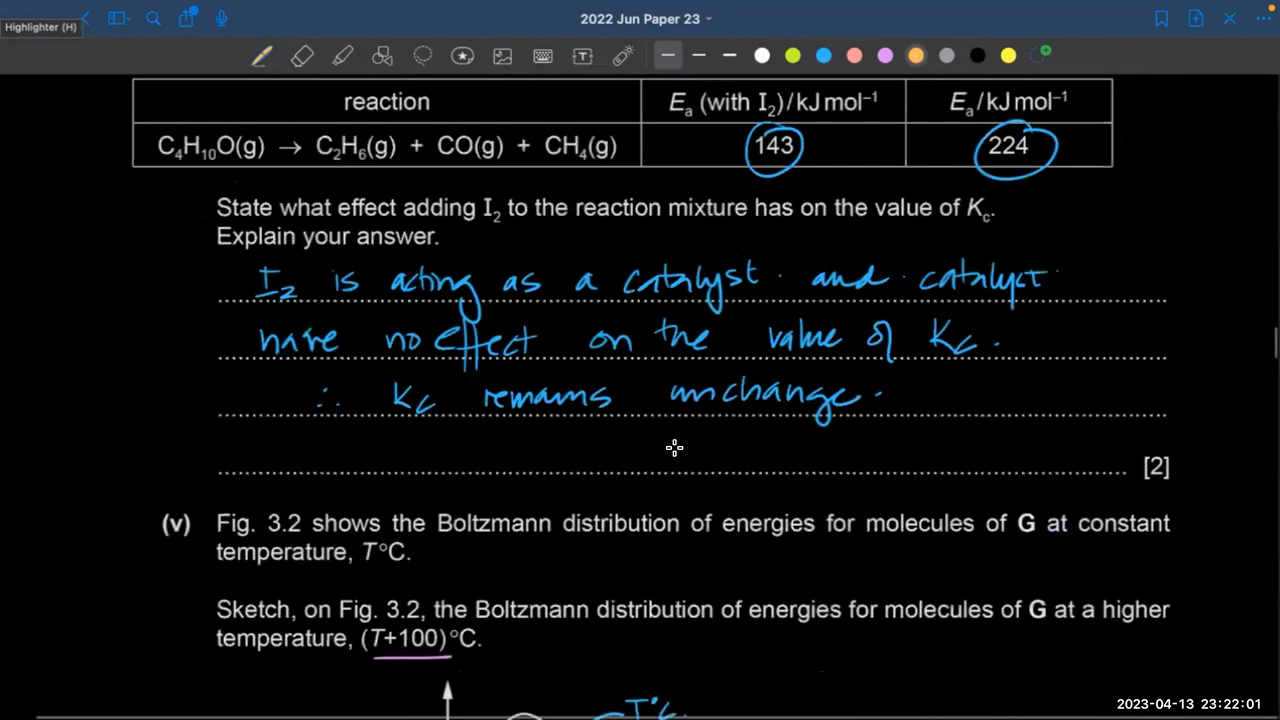 2022 Jun Paper 23
Highlighter (H)
reaction Eₐ (with I₂)/kJ mol⁻¹ Eₐ/kJ mol⁻¹
C₄H₁₀O(g) → C₂H₆(g) + CO(g) + CH₄(g) 143 224
State what effect adding I₂ to the reaction mixture has on the value of K꜀.
Explain your answer.
I₂ is acting as a catalyst. and catalyst
have no effect on the value of K꜀.
∴ K꜀ remains unchange.
[2]
(v) Fig. 3.2 shows the Boltzmann distribution of energies for molecules of G at constant
temperature, T °C.
Sketch, on Fig. 3.2, the Boltzmann distribution of energies for molecules of G at a higher
temperature, (T+100) °C.
T°C.
2023-04-13 23:22:01